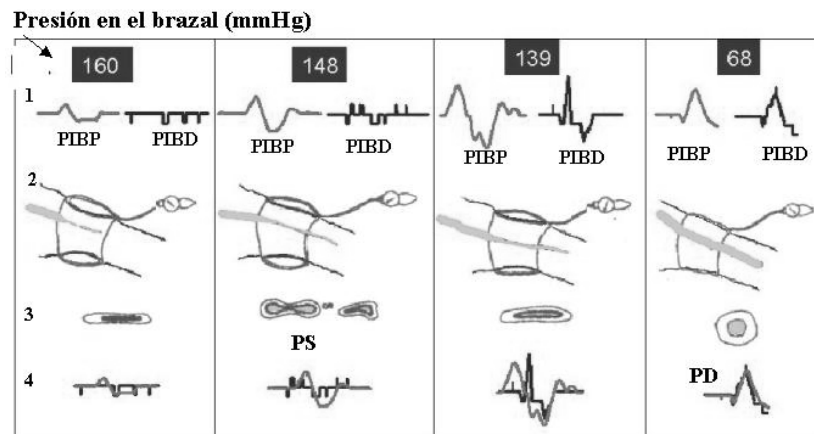 Presión en el brazal (mmHg)
160 148 139 68
1
PIBP PIBD PIBP PIBD PIBP PIBD PIBP PIBD
2
3
PS
4
PD